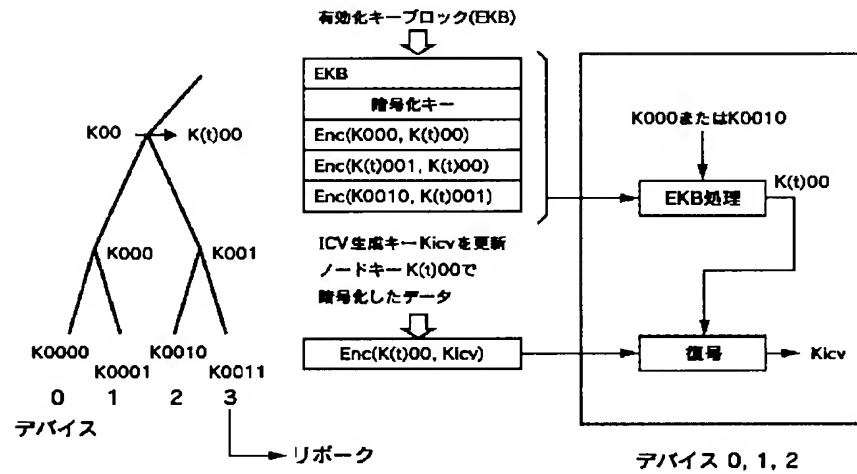 有効化キーブロック(EKB)
EKB
暗号化キー
Enc(K000, K(t)00)
Enc(K(t)001, K(t)00)
Enc(K0010, K(t)001)
K00
K(t)00
K000
K001
K0000
K0001
K0010
K0011
0 1 2 3
デバイス
リボーク
ICV生成キーKicvを更新
ノードキーK(t)00で
暗号化したデータ
Enc(K(t)00, Kicv)
K000またはK0010
EKB処理
K(t)00
復号
Kicv
デバイス 0, 1, 2